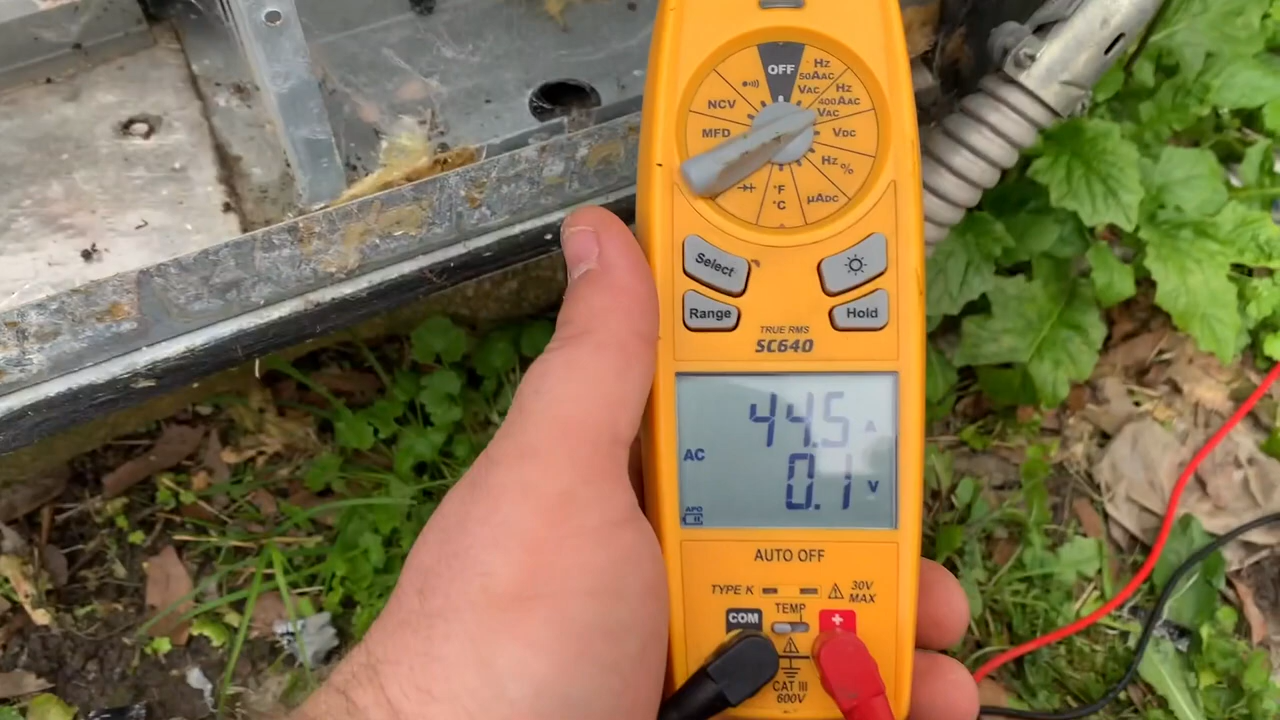 OFF
Hz
50AAC
VAC
Hz
400AAC
VAC
VDC
Hz %
µADC
°F
°C
MFD
NCV
Select
Range
Hold
TRUE RMS
SC640
44.5 A
AC
0.1 V
APO
AUTO OFF
TYPE K
30V
MAX
TEMP
COM
+
CAT III
600V